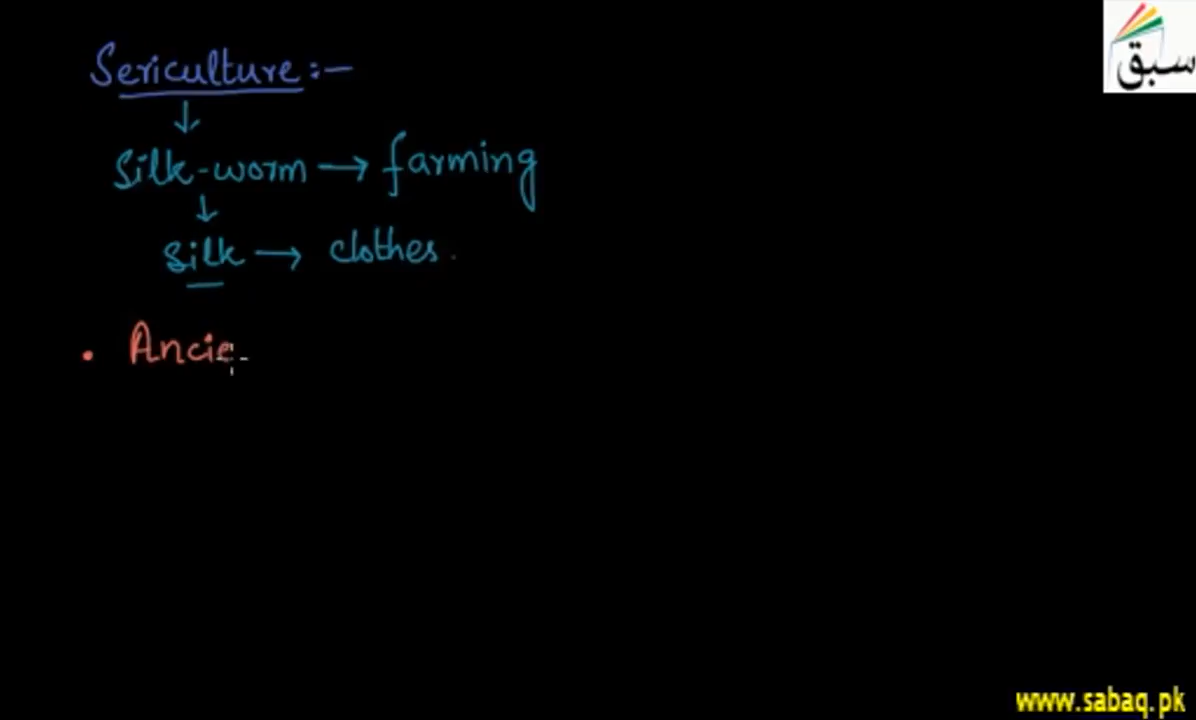 Sericulture :-
↓
Silk-worm → farming
↓
Silk → clothes.
• Ancie
سبق
www.sabaq.pk